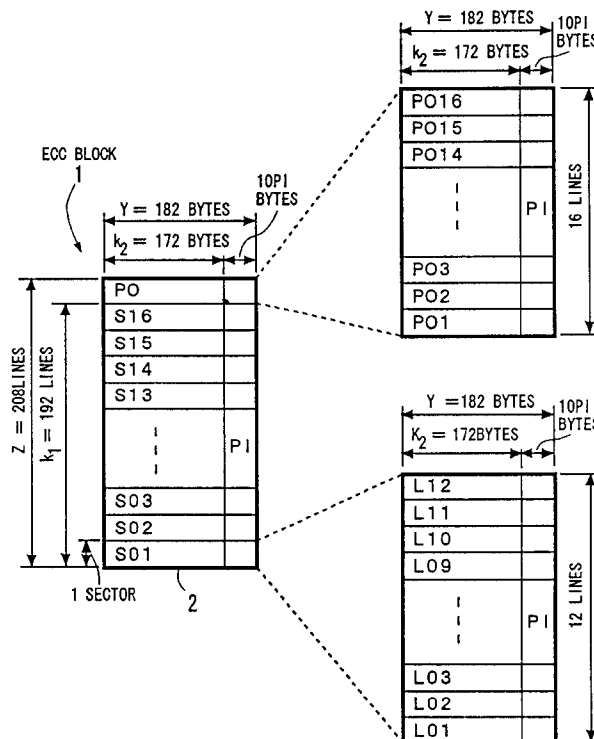 Y = 182 BYTES
10PI
BYTES
k₂ = 172 BYTES
PO16
PO15
PO14
PI
PO3
PO2
PO1
16 LINES
ECC BLOCK
1
Y = 182 BYTES
10PI
BYTES
k₂ = 172 BYTES
PO
S16
S15
S14
S13
PI
S03
S02
S01
Z = 208LINES
k₁ = 192 LINES
1 SECTOR
2
Y =182 BYTES
10PI
BYTES
K₂ = 172BYTES
L12
L11
L10
L09
PI
L03
L02
L01
12 LINES